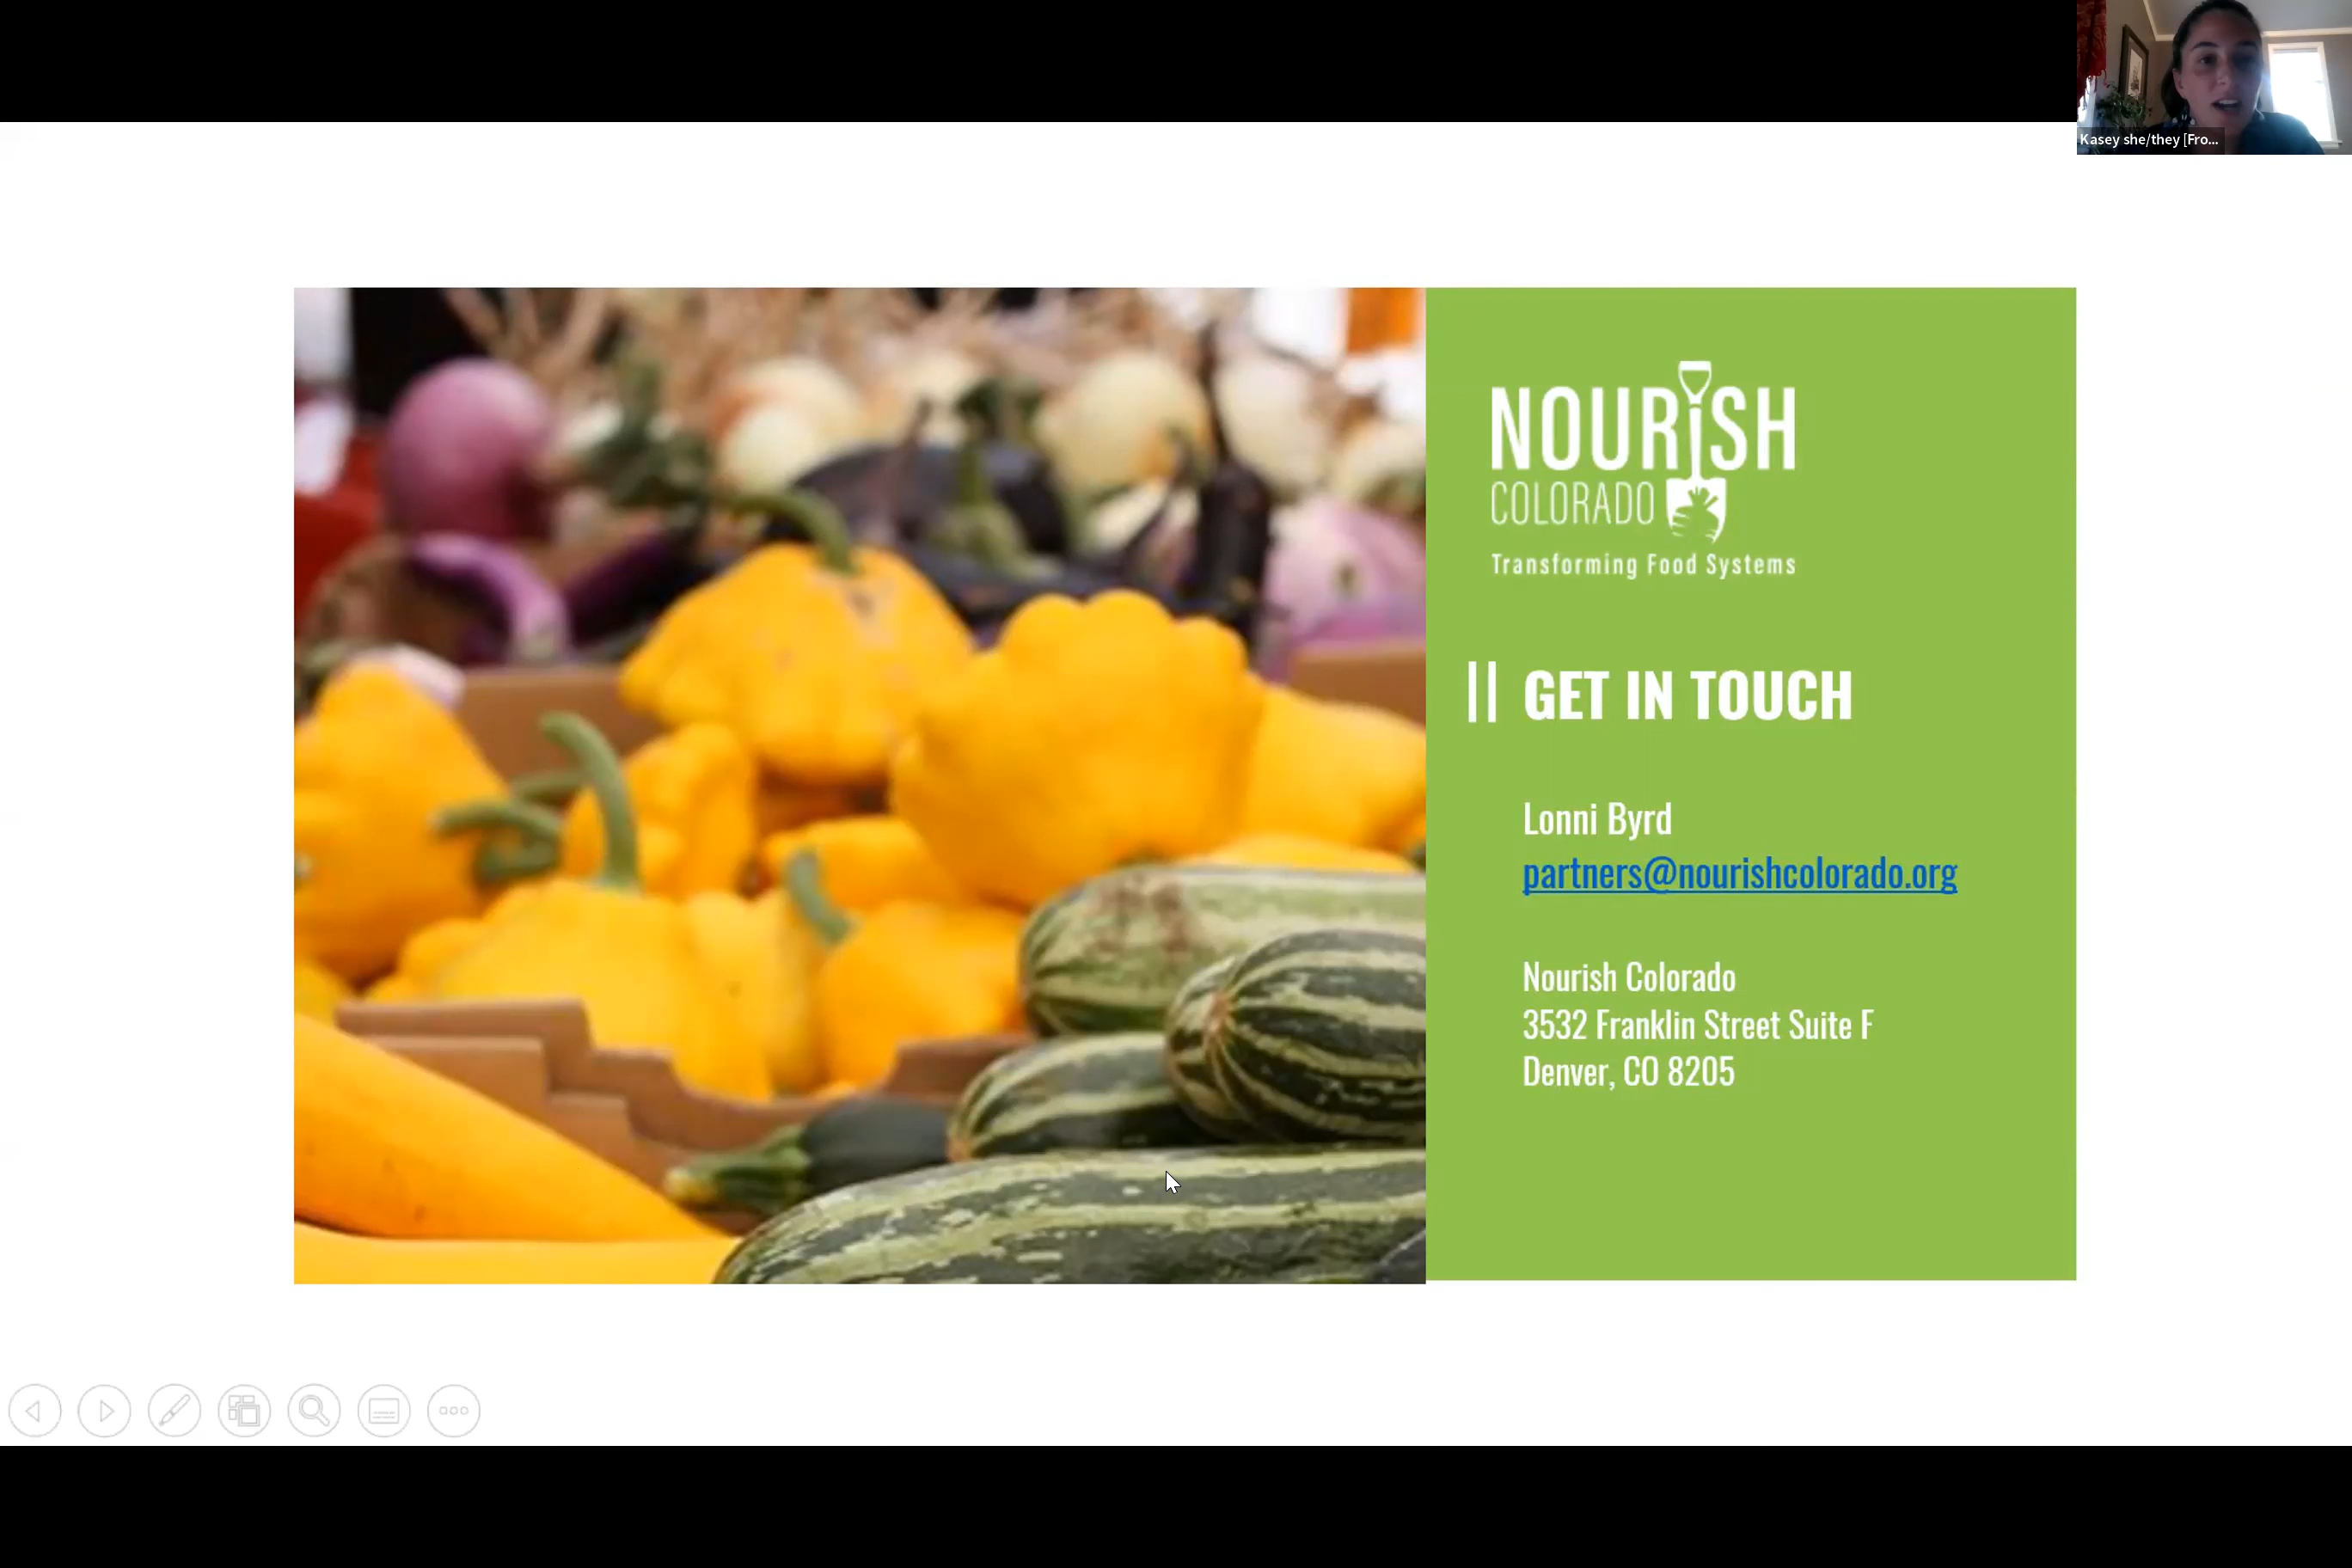 Kasey she/they [Fro...
NOURISH
COLORADO
Transforming Food Systems
GET IN TOUCH
Lonni Byrd
partners@nourishcolorado.org
Nourish Colorado
3532 Franklin Street Suite F
Denver, CO 8205